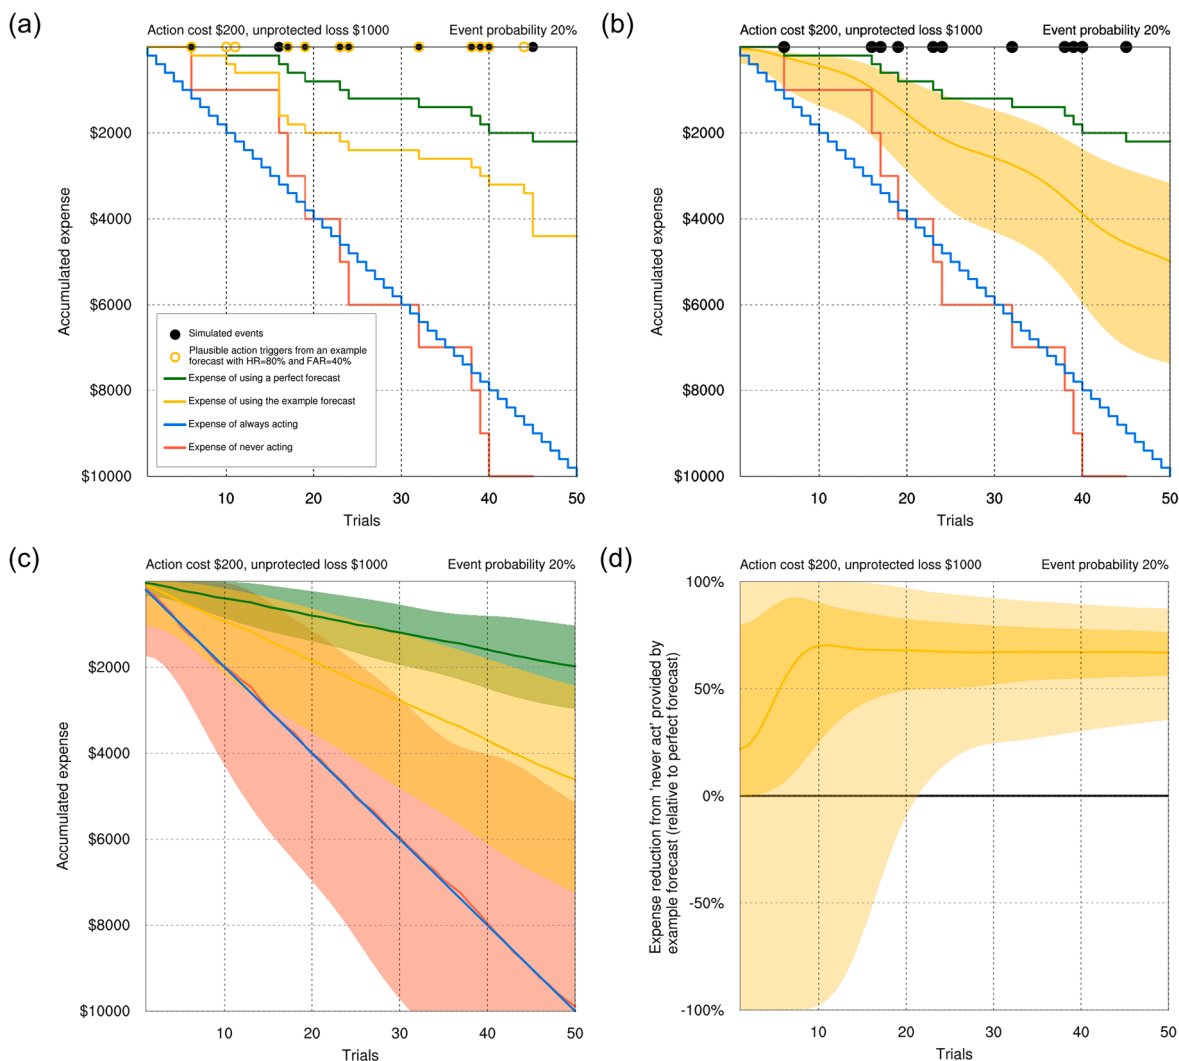 (a)
Action cost $200, unprotected loss $1000
Event probability 20%
Accumulated expense
$2000
$4000
$6000
$8000
$10000
Simulated events
Plausible action triggers from an example
forecast with HR=80% and FAR=40%
Expense of using a perfect forecast
Expense of using the example forecast
Expense of always acting
Expense of never acting
10
20
30
40
50
Trials
(b)
Action cost $200, unprotected loss $1000
Event probability 20%
Accumulated expense
$2000
$4000
$6000
$8000
$10000
10
20
30
40
50
Trials
(c)
Action cost $200, unprotected loss $1000
Event probability 20%
Accumulated expense
$2000
$4000
$6000
$8000
$10000
10
20
30
40
50
Trials
(d)
Action cost $200, unprotected loss $1000
Event probability 20%
Expense reduction from 'never act' provided by
example forecast (relative to perfect forecast)
100%
50%
0%
-50%
-100%
10
20
30
40
50
Trials